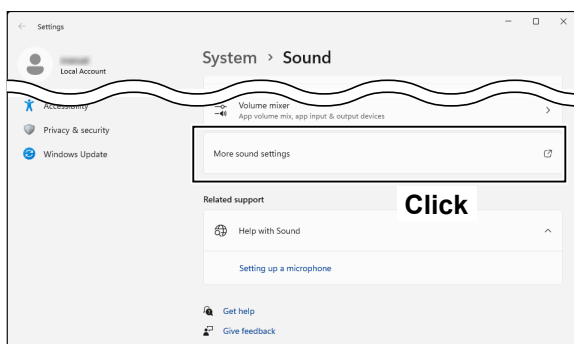 Settings
System > Sound
Local Account
Accessibility
Volume mixer
App volume mix, app input & output devices
Privacy & security
Windows Update
More sound settings
Click
Related support
Help with Sound
Setting up a microphone
Get help
Give feedback